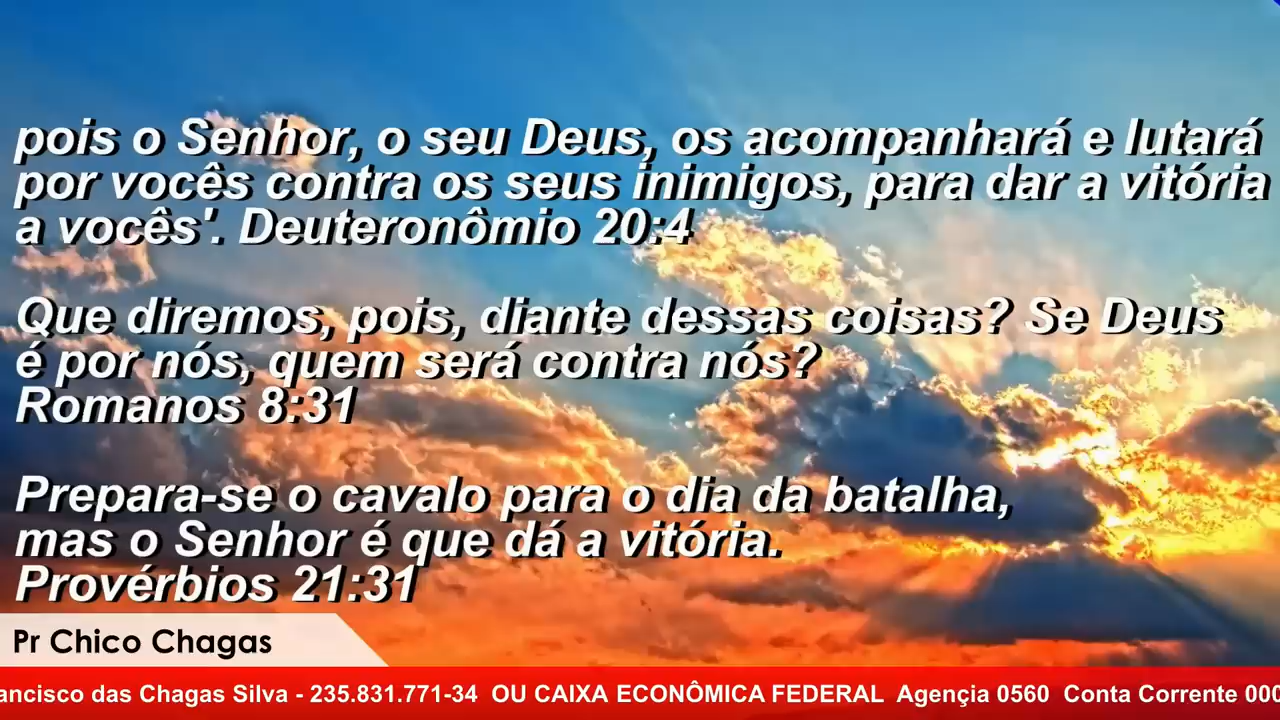 pois o Senhor, o seu Deus, os acompanhará e lutará
por vocês contra os seus inimigos, para dar a vitória
a vocês'. Deuteronômio 20:4
Que diremos, pois, diante dessas coisas? Se Deus
é por nós, quem será contra nós?
Romanos 8:31
Prepara-se o cavalo para o dia da batalha,
mas o Senhor é que dá a vitória.
Provérbios 21:31
Pr Chico Chagas
ancisco das Chagas Silva - 235.831.771-34 OU CAIXA ECONÔMICA FEDERAL Agençia 0560 Conta Corrente 000